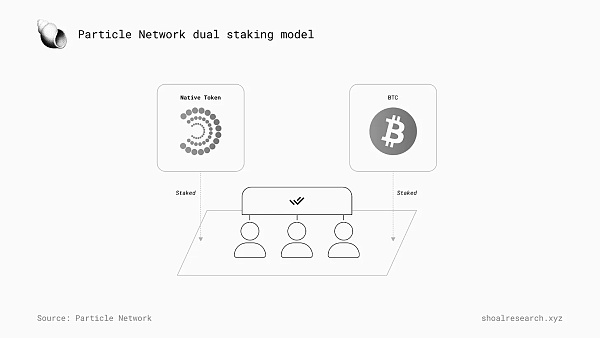 Particle Network dual staking model
Native Token
BTC
Staked
Staked
Source: Particle Network
shoalresearch.xyz